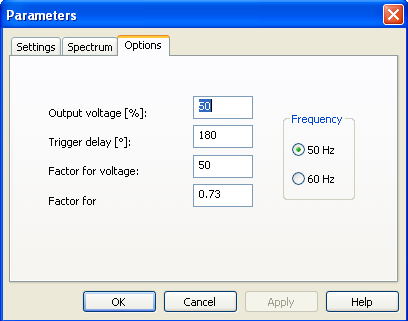 Parameters
Settings Spectrum Options
Output voltage [%]: 50
Trigger delay [°]: 180
Factor for voltage: 50
Factor for 0.73
Frequency
50 Hz
60 Hz
OK Cancel Apply Help